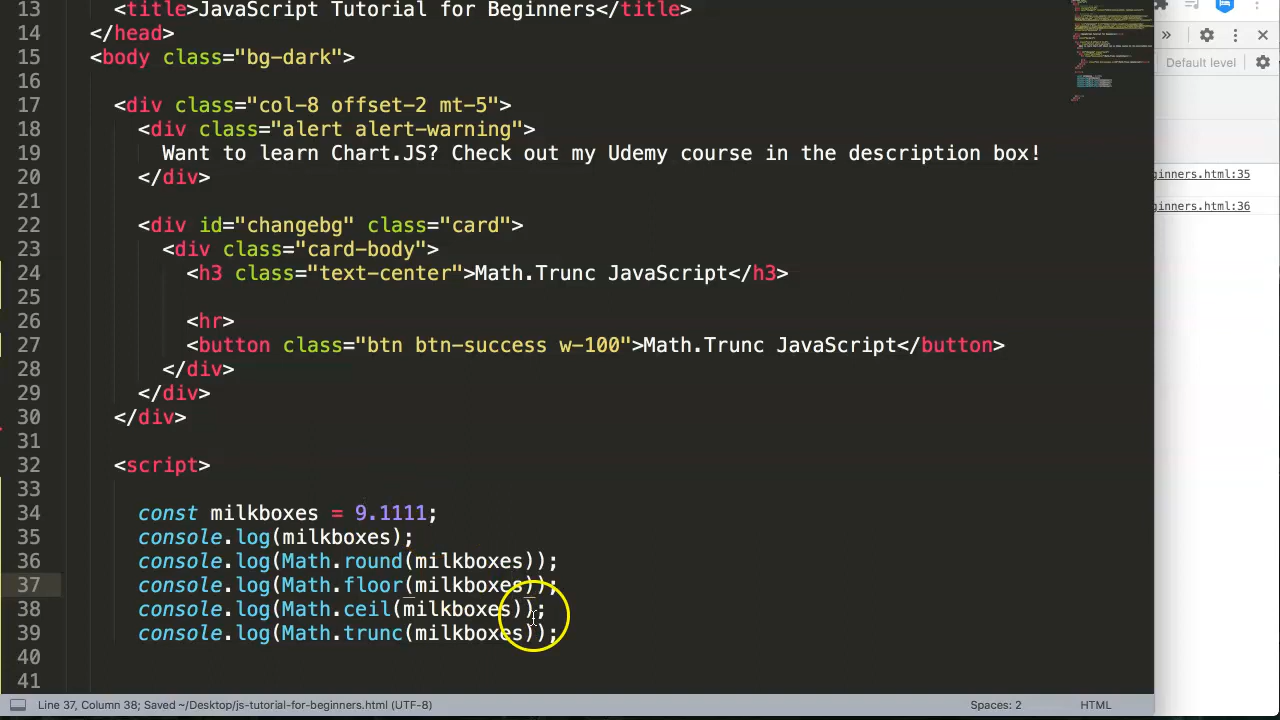 13 <title>JavaScript Tutorial for Beginners</title>
14 </head>
15 <body class="bg-dark">
16
17 <div class="col-8 offset-2 mt-5">
18 <div class="alert alert-warning">
19 Want to learn Chart.JS? Check out my Udemy course in the description box!
20 </div>
21
22 <div id="changebg" class="card">
23 <div class="card-body">
24 <h3 class="text-center">Math.Trunc JavaScript</h3>
25
26 <hr>
27 <button class="btn btn-success w-100">Math.Trunc JavaScript</button>
28 </div>
29 </div>
30 </div>
31
32 <script>
33
34 const milkboxes = 9.1111;
35 console.log(milkboxes);
36 console.log(Math.round(milkboxes));
37 console.log(Math.floor(milkboxes));
38 console.log(Math.ceil(milkboxes));
39 console.log(Math.trunc(milkboxes));
40
41
Line 37, Column 38; Saved ~/Desktop/js-tutorial-for-beginners.html (UTF-8)
Spaces: 2
HTML
»
Default level
ginners.html:35
ginners.html:36